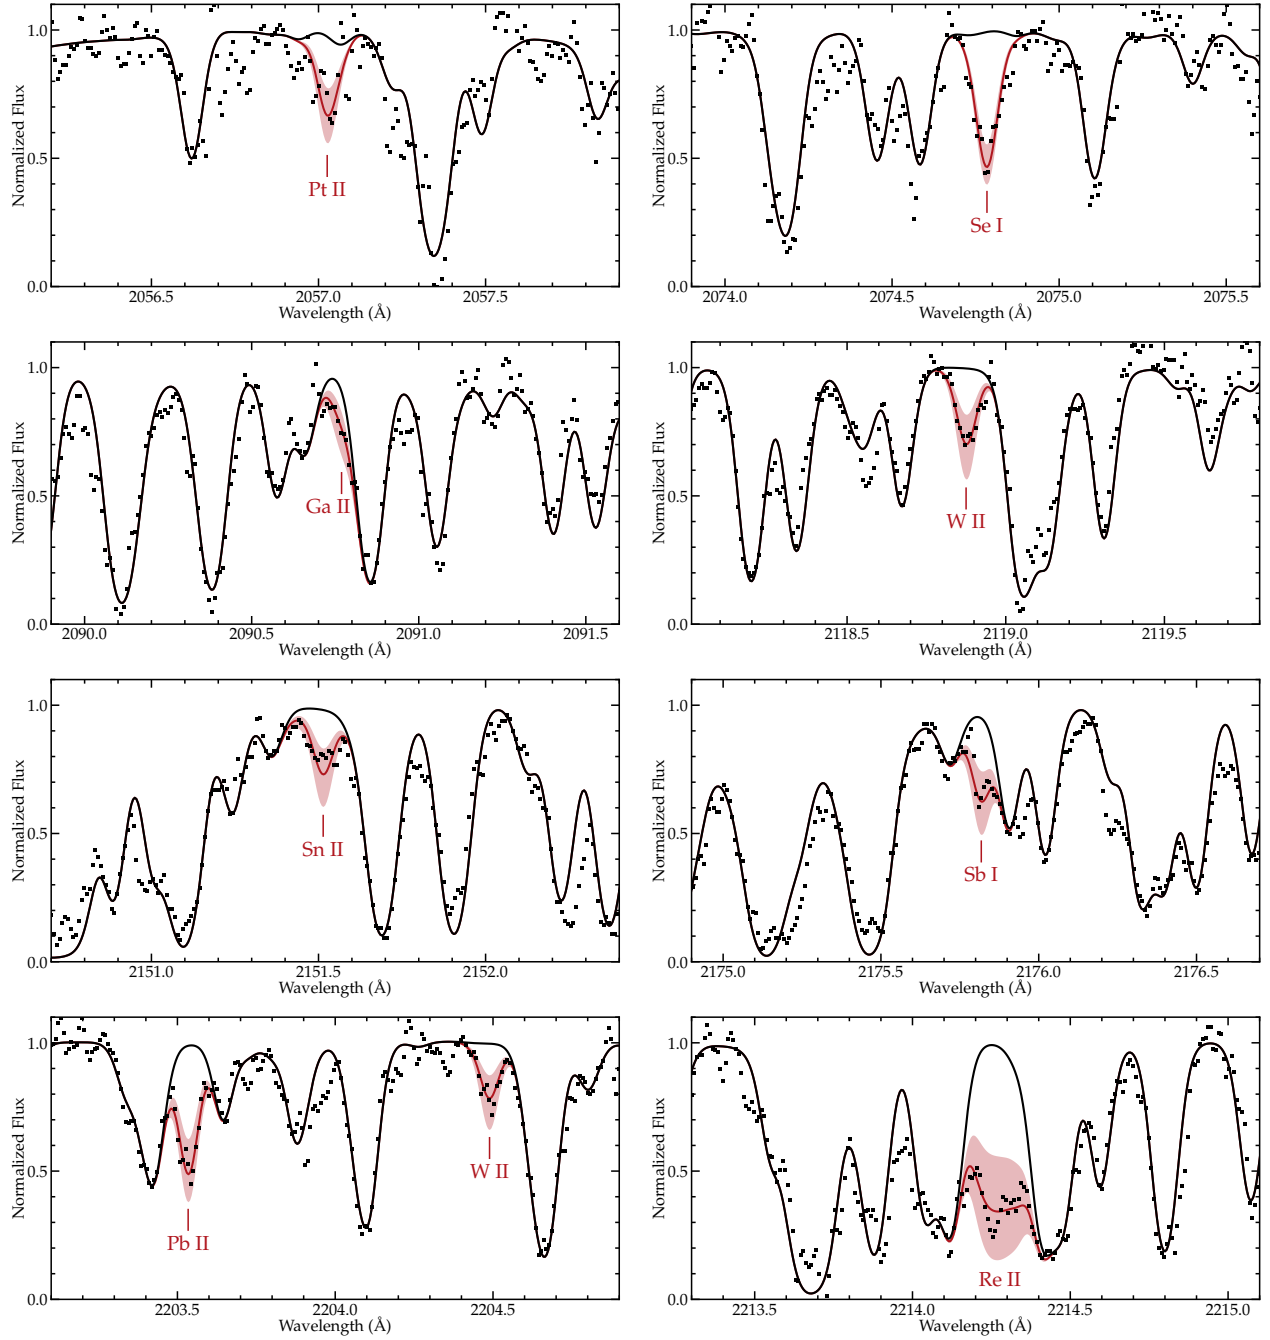 1.0
0.5
0.0
Normalized Flux
Pt II
2056.5 2057.0 2057.5
Wavelength (Å)
1.0
0.5
0.0
Normalized Flux
Se I
2074.0 2074.5 2075.0 2075.5
Wavelength (Å)
1.0
0.5
0.0
Normalized Flux
Ga II
2090.0 2090.5 2091.0 2091.5
Wavelength (Å)
1.0
0.5
0.0
Normalized Flux
W II
2118.5 2119.0 2119.5
Wavelength (Å)
1.0
0.5
0.0
Normalized Flux
Sn II
2151.0 2151.5 2152.0
Wavelength (Å)
1.0
0.5
0.0
Normalized Flux
Sb I
2175.0 2175.5 2176.0 2176.5
Wavelength (Å)
1.0
0.5
0.0
Normalized Flux
W II
Pb II
2203.5 2204.0 2204.5
Wavelength (Å)
1.0
0.5
0.0
Normalized Flux
Re II
2213.5 2214.0 2214.5 2215.0
Wavelength (Å)